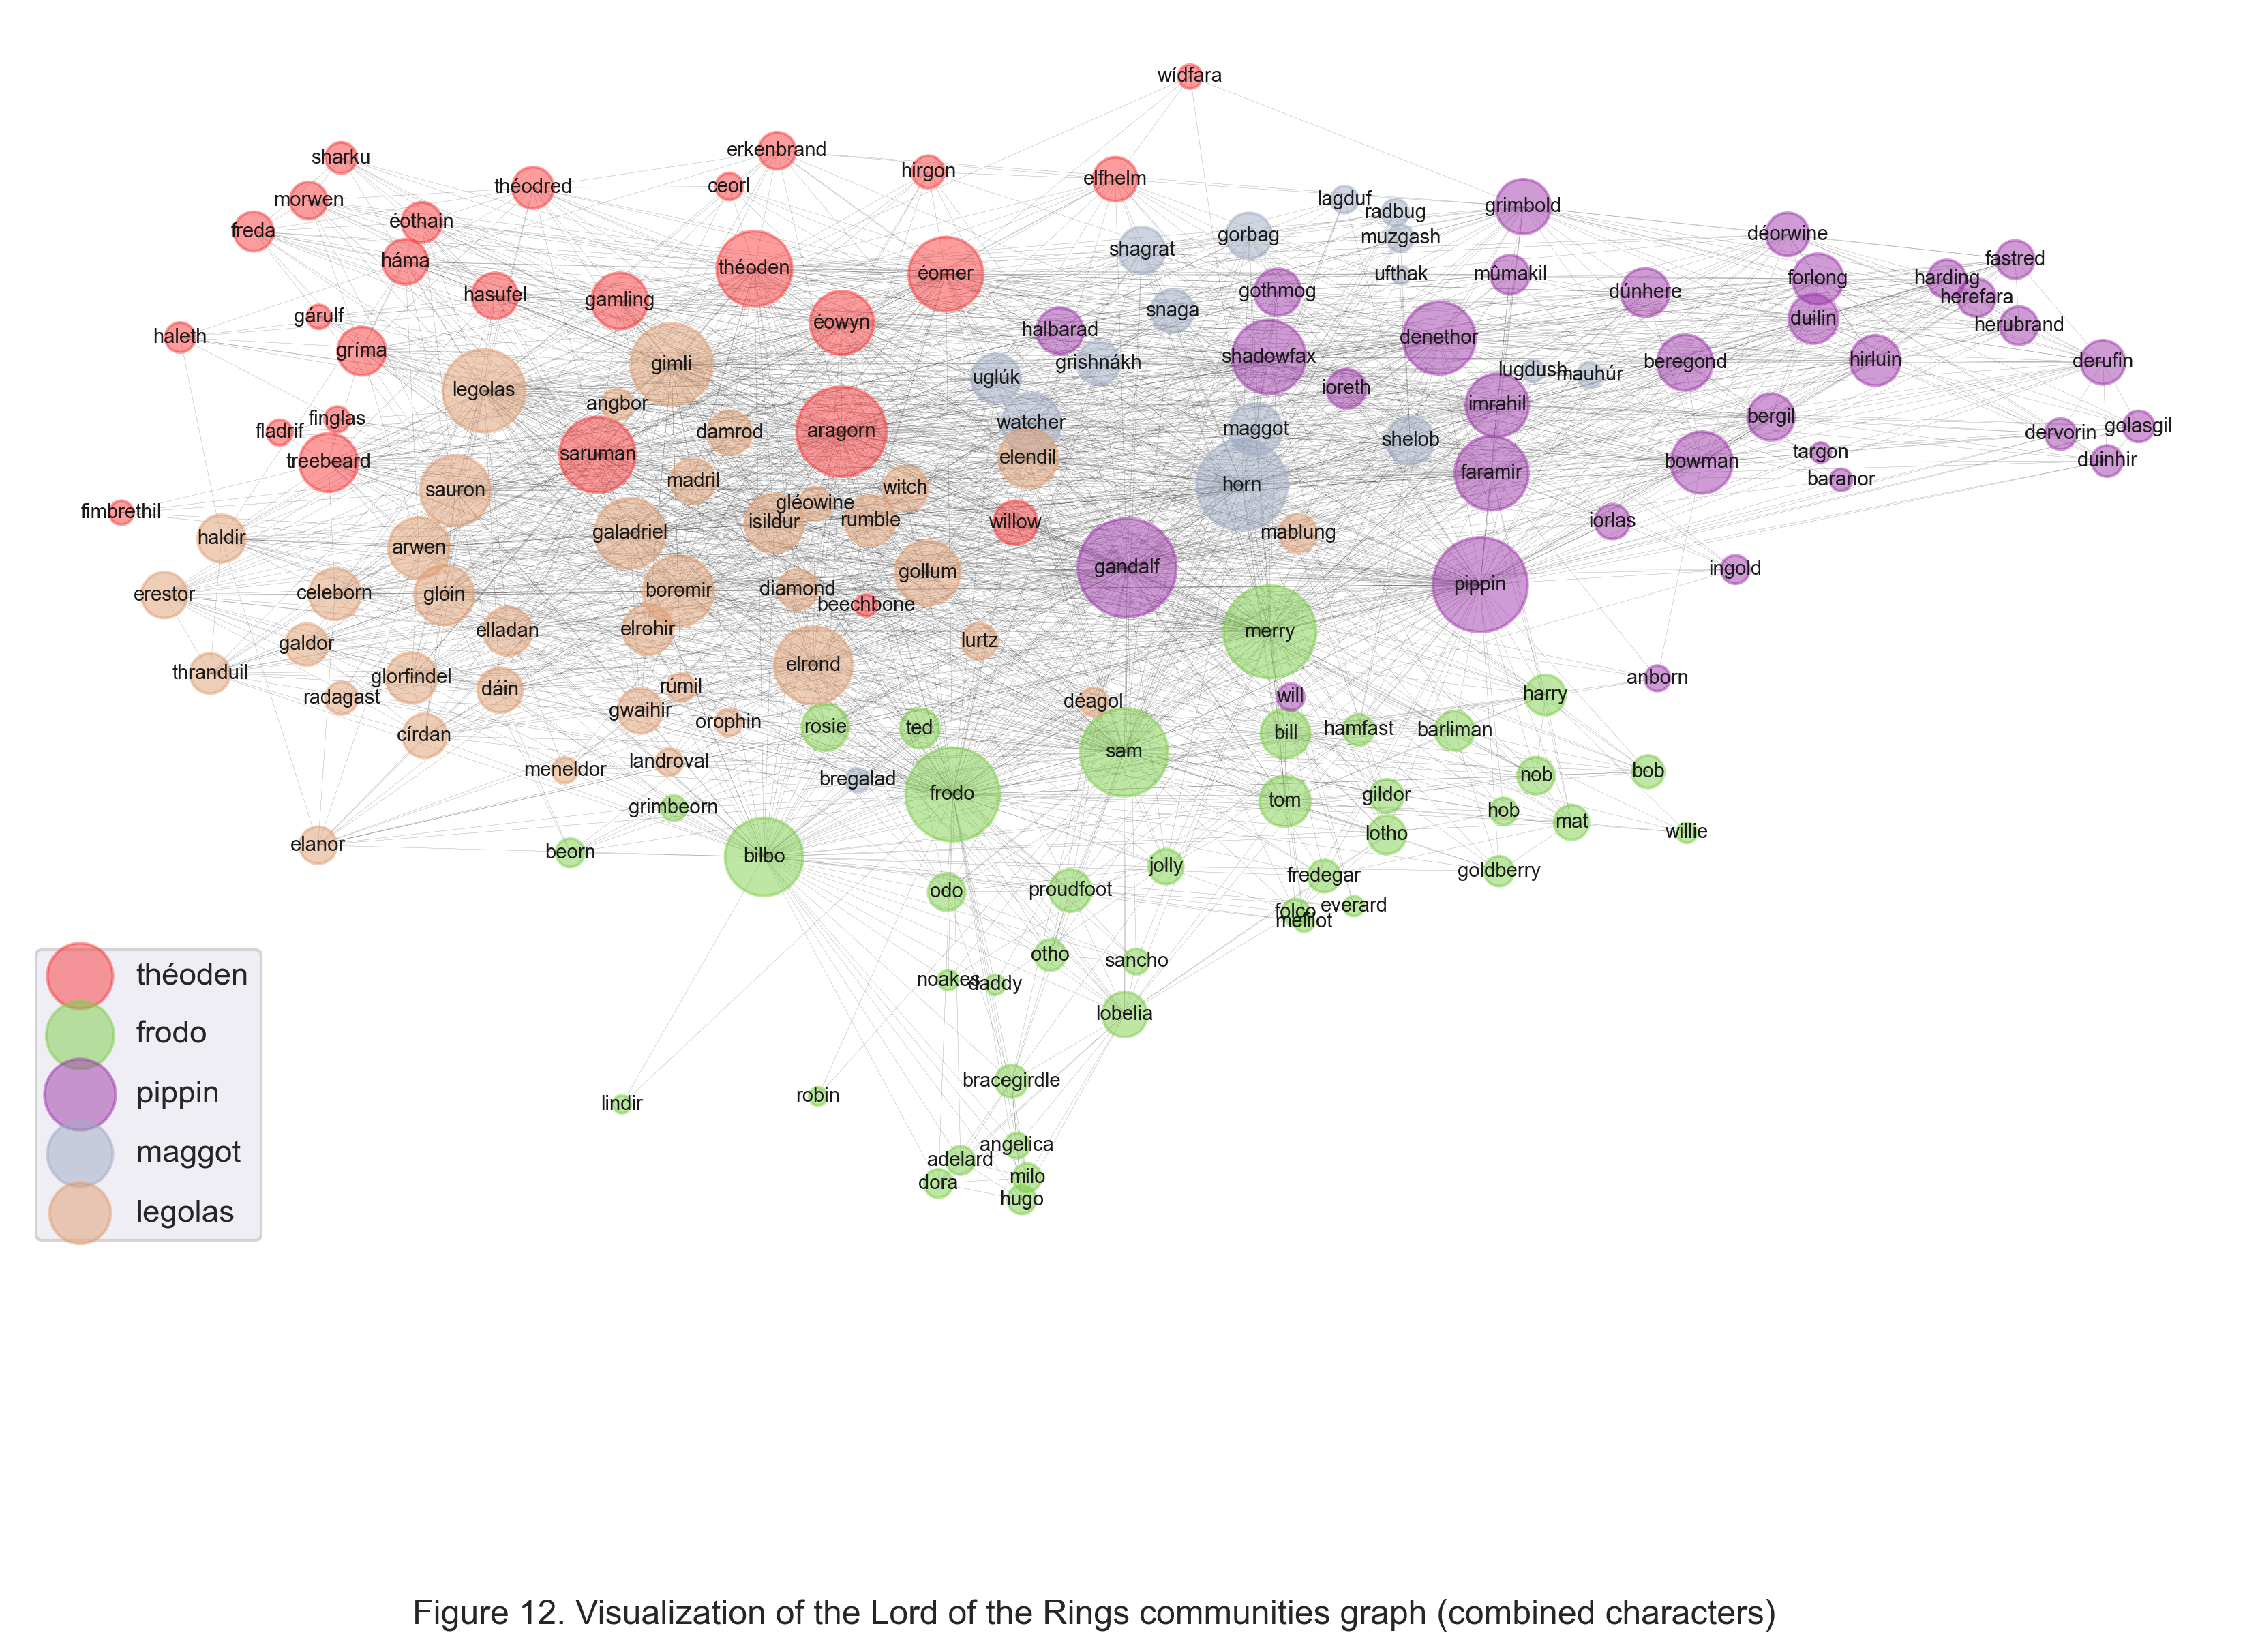 wídfara
erkenbrand
sharku
hirgon
elfhelm
théodred
ceorl
morwen
lagduf
radbug
grimbold
éothain
freda
shagrat
gorbag
muzgash
déorwine
háma
fastred
théoden
éomer
ufthak
mûmakil
forlong
harding
hasufel
gamling
gothmog
dúnhere
herefara
gárulf
éowyn
halbarad
snaga
duilin
herubrand
haleth
gríma
gimli
grishnákh
shadowfax
denethor
beregond
hirluin
derufin
legolas
uglúk
ioreth
lugdush
mauhúr
angbor
imrahil
finglas
fladrif
damrod
aragorn
watcher
maggot
shelob
bergil
dervorin
golasgil
treebeard
saruman
elendil
faramir
bowman
targon
duinhir
sauron
madril
witch
horn
baranor
fimbrethil
gléowine
isildur
rumble
willow
iorlas
haldir
arwen
galadriel
mablung
gollum
gandalf
ingold
erestor
celeborn
glóin
boromir
diamond
beechbone
pippin
galdor
elladan
elrohir
lurtz
merry
thranduil
glorfindel
elrond
radagast
dáin
rúmil
déagol
will
harry
anborn
gwaihir
orophin
rosie
ted
bill
hamfast
barliman
círdan
sam
meneldor
landroval
bregalad
nob
bob
grimbeorn
frodo
tom
gildor
hob
mat
willie
elanor
beorn
bilbo
lotho
jolly
fredegar
goldberry
odo
proudfoot
folco
everard
melilot
otho
sancho
noakes
daddy
lobelia
bracegirdle
lindir
robin
angelica
adelard
milo
dora
hugo
théoden
frodo
pippin
maggot
legolas
Figure 12. Visualization of the Lord of the Rings communities graph (combined characters)